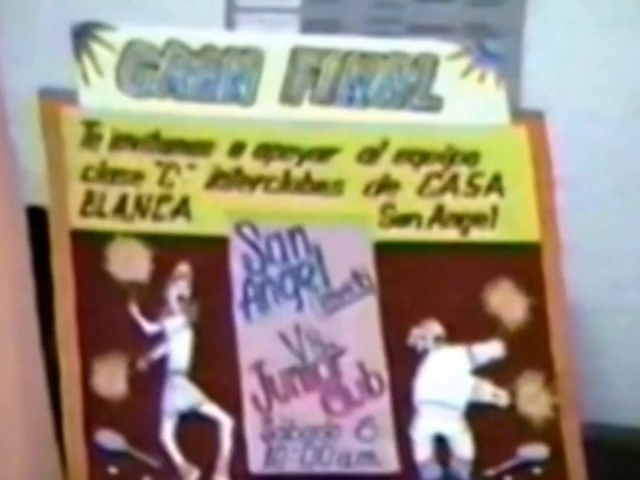 GRAN FINAL
Te invitamos a apoyar al equipo
clase "C" interclubes de CASA
BLANCA San Angel
San
Angel
Vs.
Junior
Club
Sábado 6
10:00 a.m.